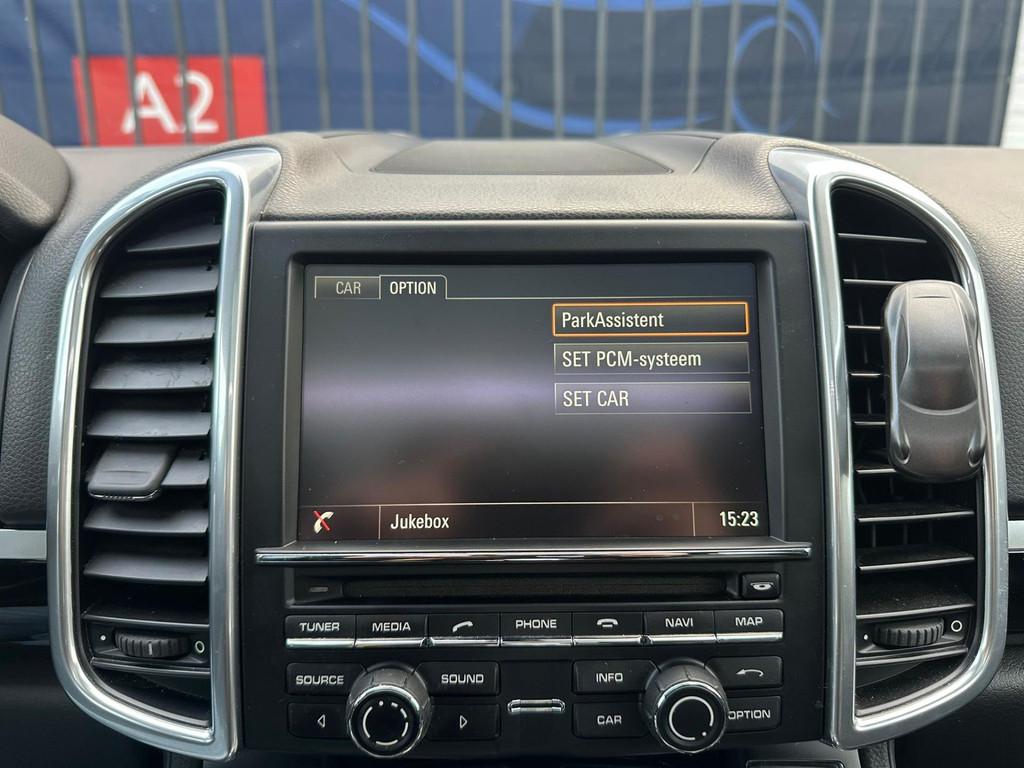 A2
CAR OPTION
ParkAssistent
SET PCM-systeem
SET CAR
Jukebox 15:23
TUNER MEDIA PHONE NAVI MAP
SOURCE SOUND INFO
CAR OPTION